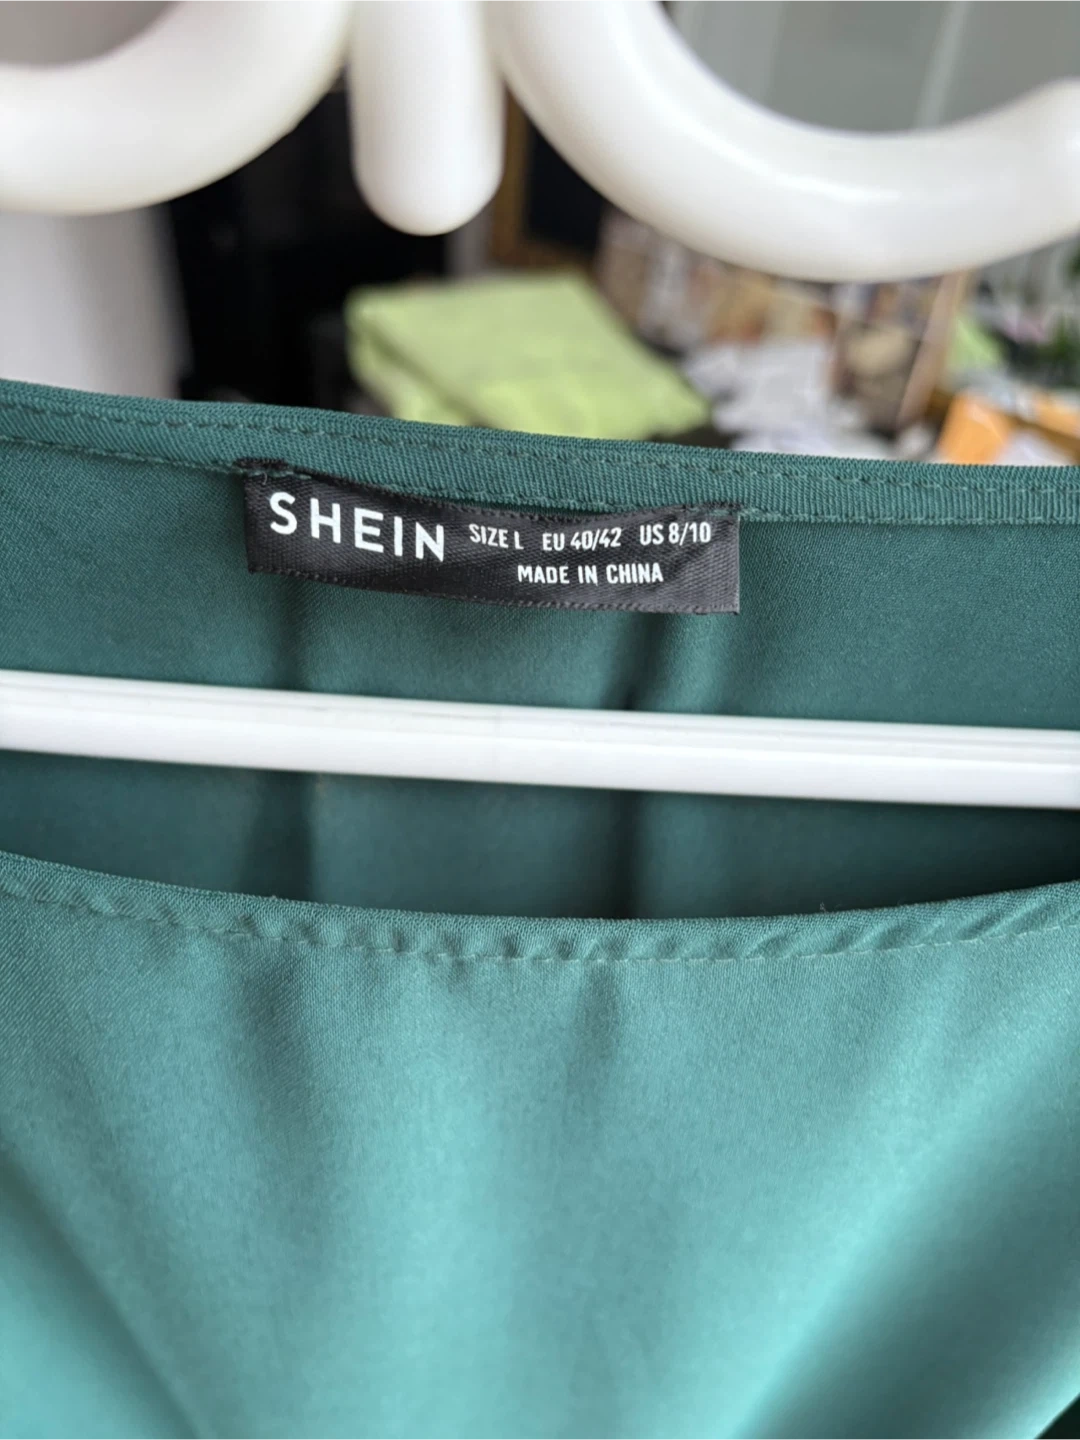 SHEIN SIZE L EU 40/42 US 8/10
MADE IN CHINA